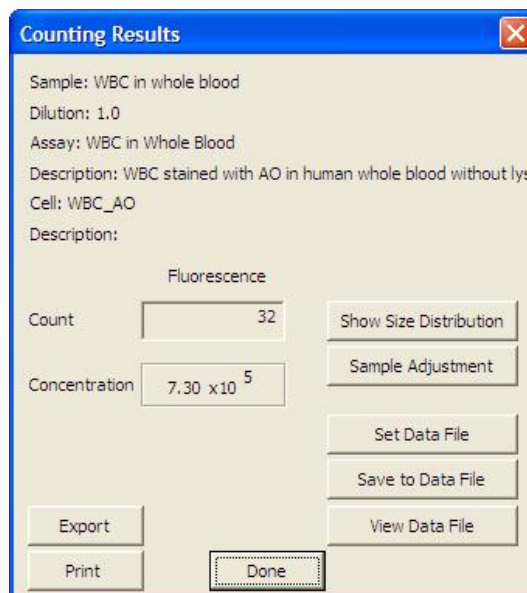 Counting Results
Sample: WBC in whole blood
Dilution: 1.0
Assay: WBC in Whole Blood
Description: WBC stained with AO in human whole blood without lys
Cell: WBC_AO
Description:
Fluorescence
Count 32 Show Size Distribution
Sample Adjustment
Concentration 7.30 x10 5
Set Data File
Save to Data File
Export View Data File
Print Done